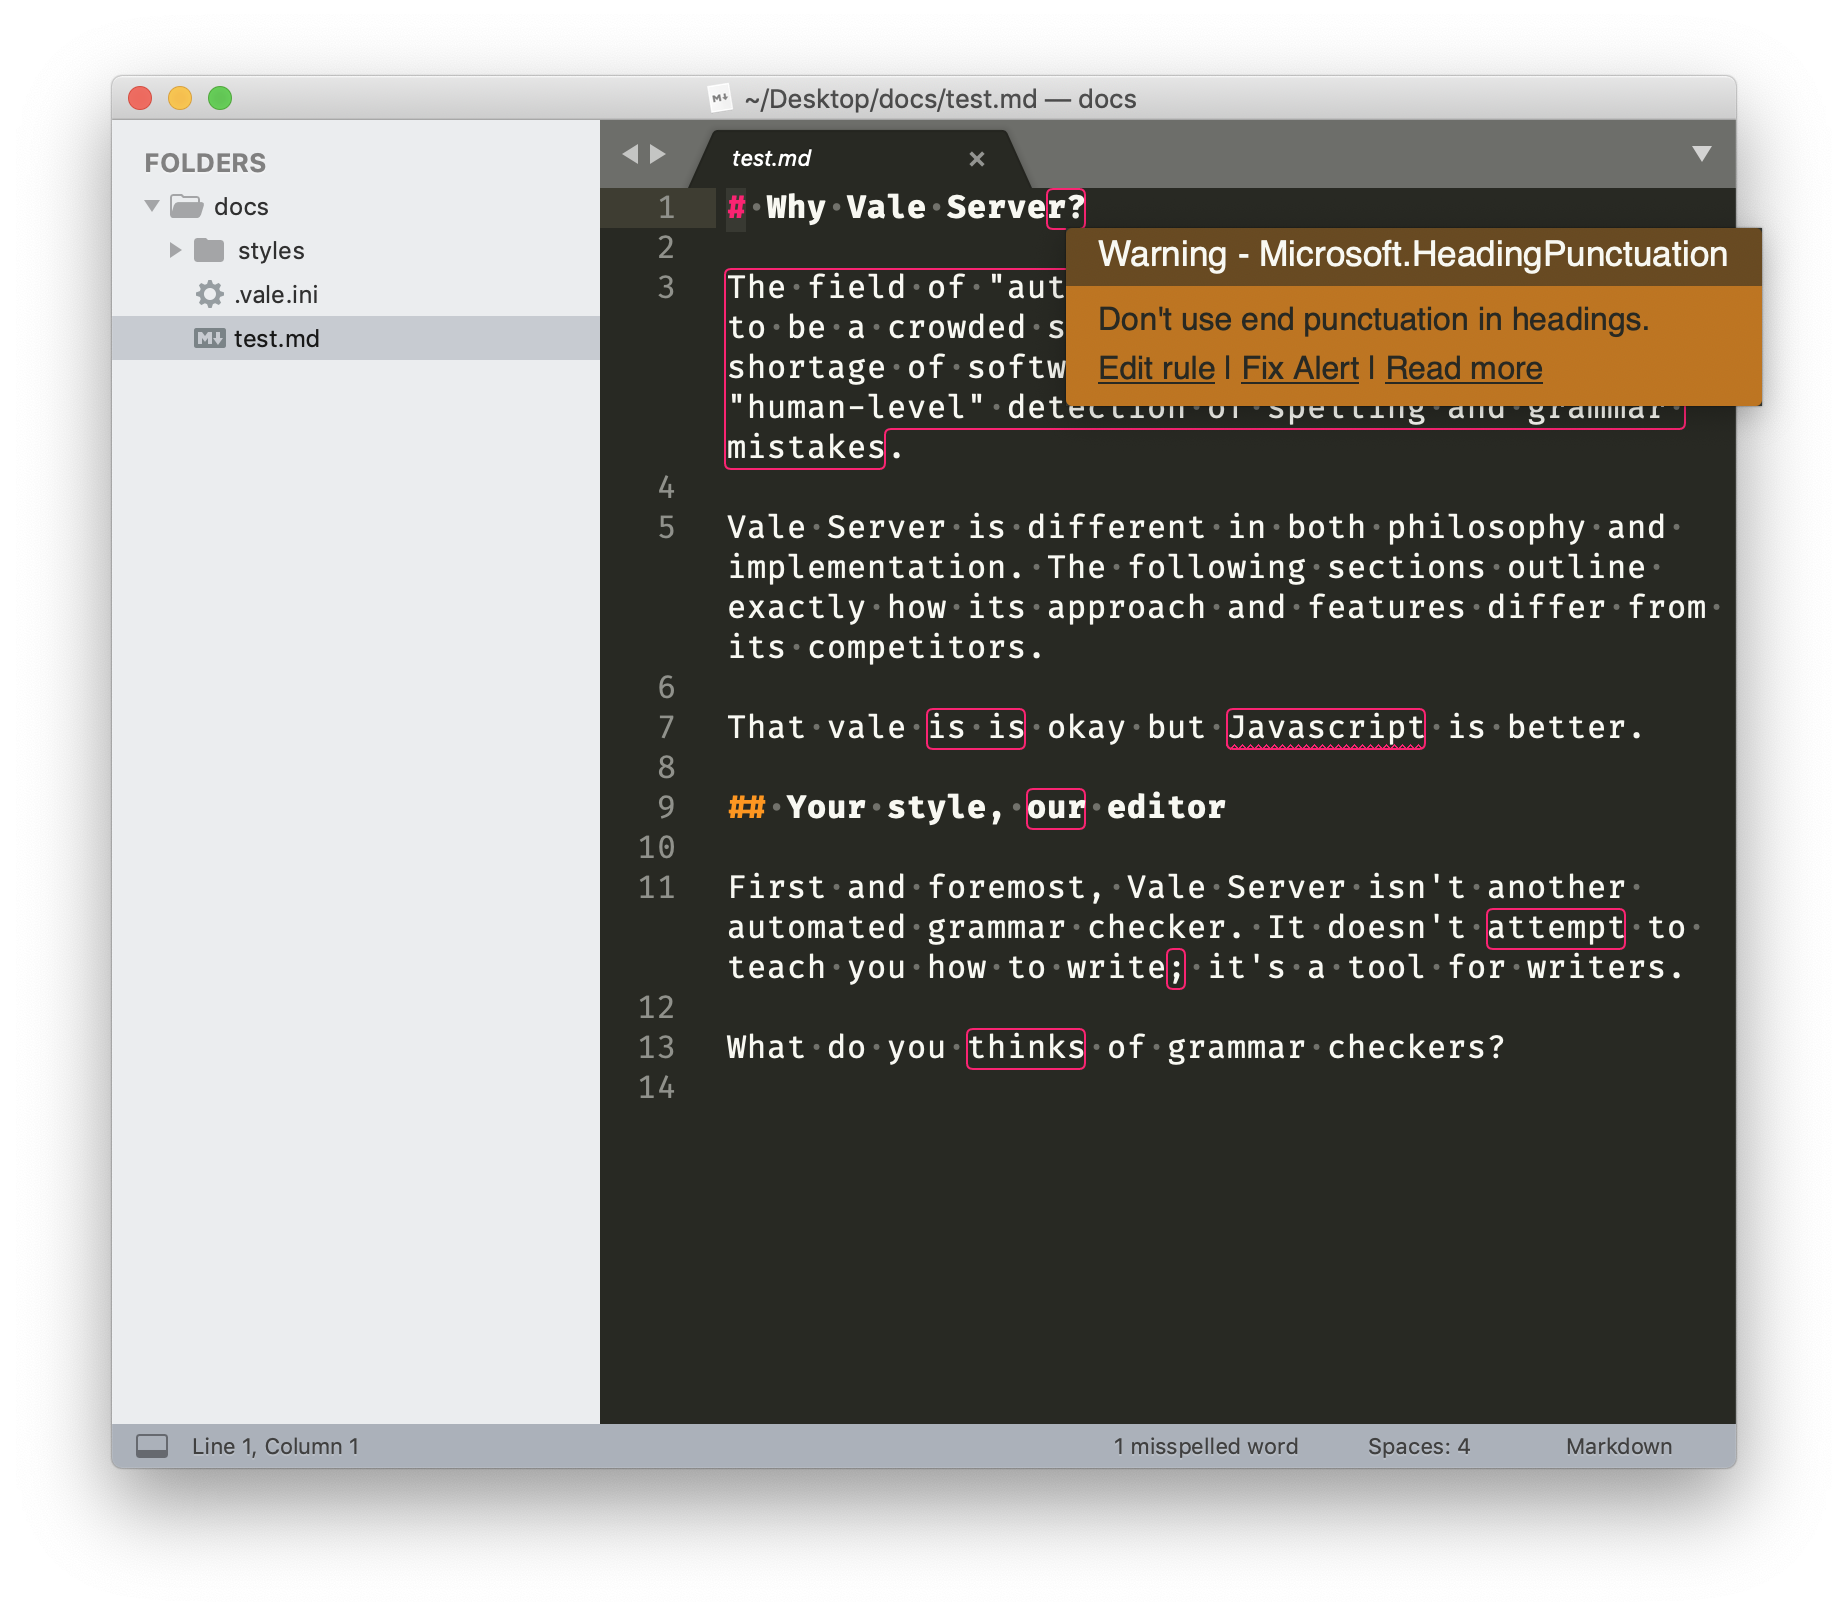 ~/Desktop/docs/test.md — docs
FOLDERS
docs
styles
.vale.ini
test.md
test.md
1 # Why Vale Server?
2
3 The field of "aut
to be a crowded s
shortage of softw
"human-level" detection of spelling and grammar
mistakes.
4
5 Vale Server is different in both philosophy and
implementation. The following sections outline
exactly how its approach and features differ from
its competitors.
6
7 That vale is is okay but Javascript is better.
8
9 ## Your style, our editor
10
11 First and foremost, Vale Server isn't another
automated grammar checker. It doesn't attempt to
teach you how to write; it's a tool for writers.
12
13 What do you thinks of grammar checkers?
14
Warning - Microsoft.HeadingPunctuation
Don't use end punctuation in headings.
Edit rule | Fix Alert | Read more
Line 1, Column 1
1 misspelled word
Spaces: 4
Markdown